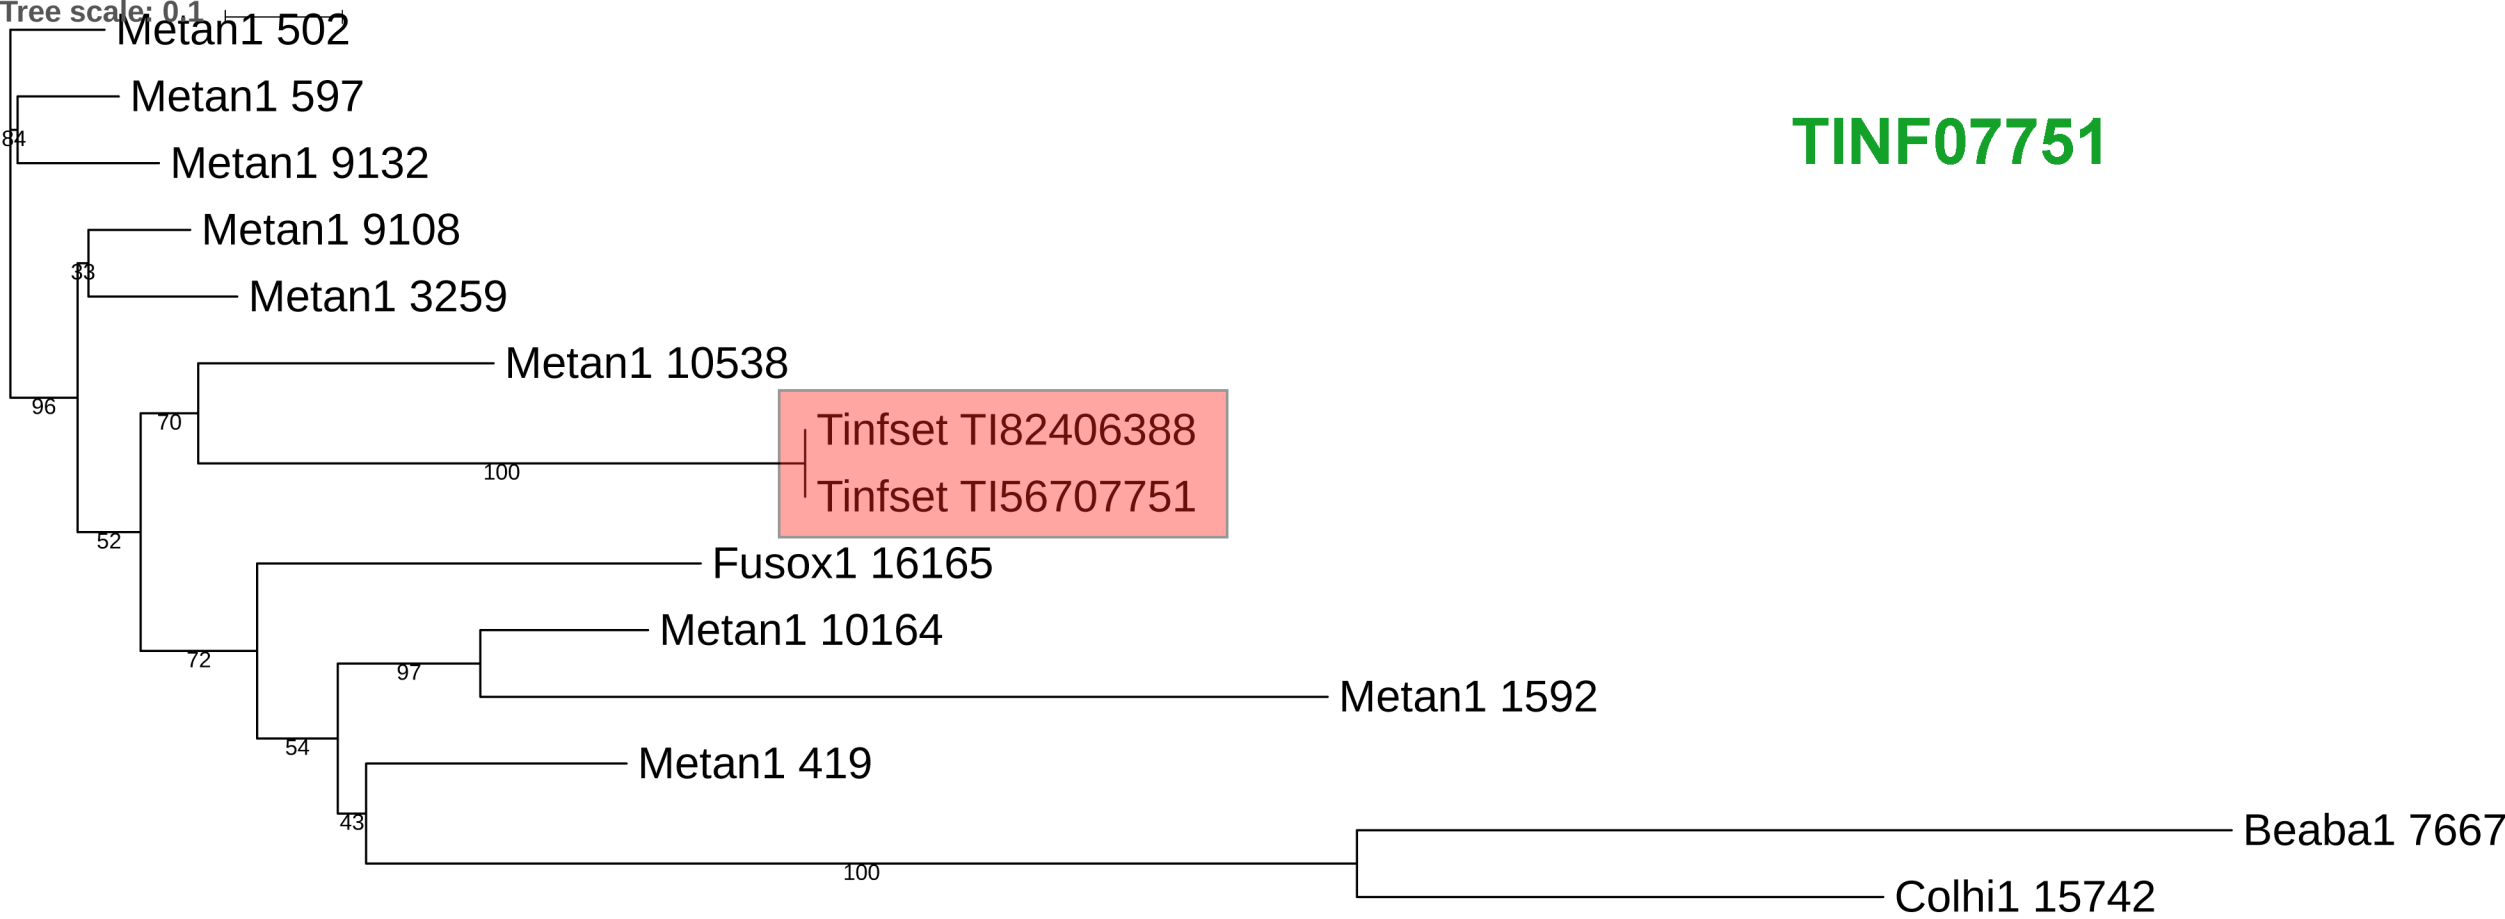 Tree scale: 0.1
Metan1 502
Metan1 597
84
TINF07751
Metan1 9132
Metan1 9108
33
Metan1 3259
Metan1 10538
96
70
Tinfset TI82406388
100
Tinfset TI56707751
52
Fusox1 16165
Metan1 10164
72
97
Metan1 1592
54
Metan1 419
43
Beaba1 7667
100
Colhi1 15742